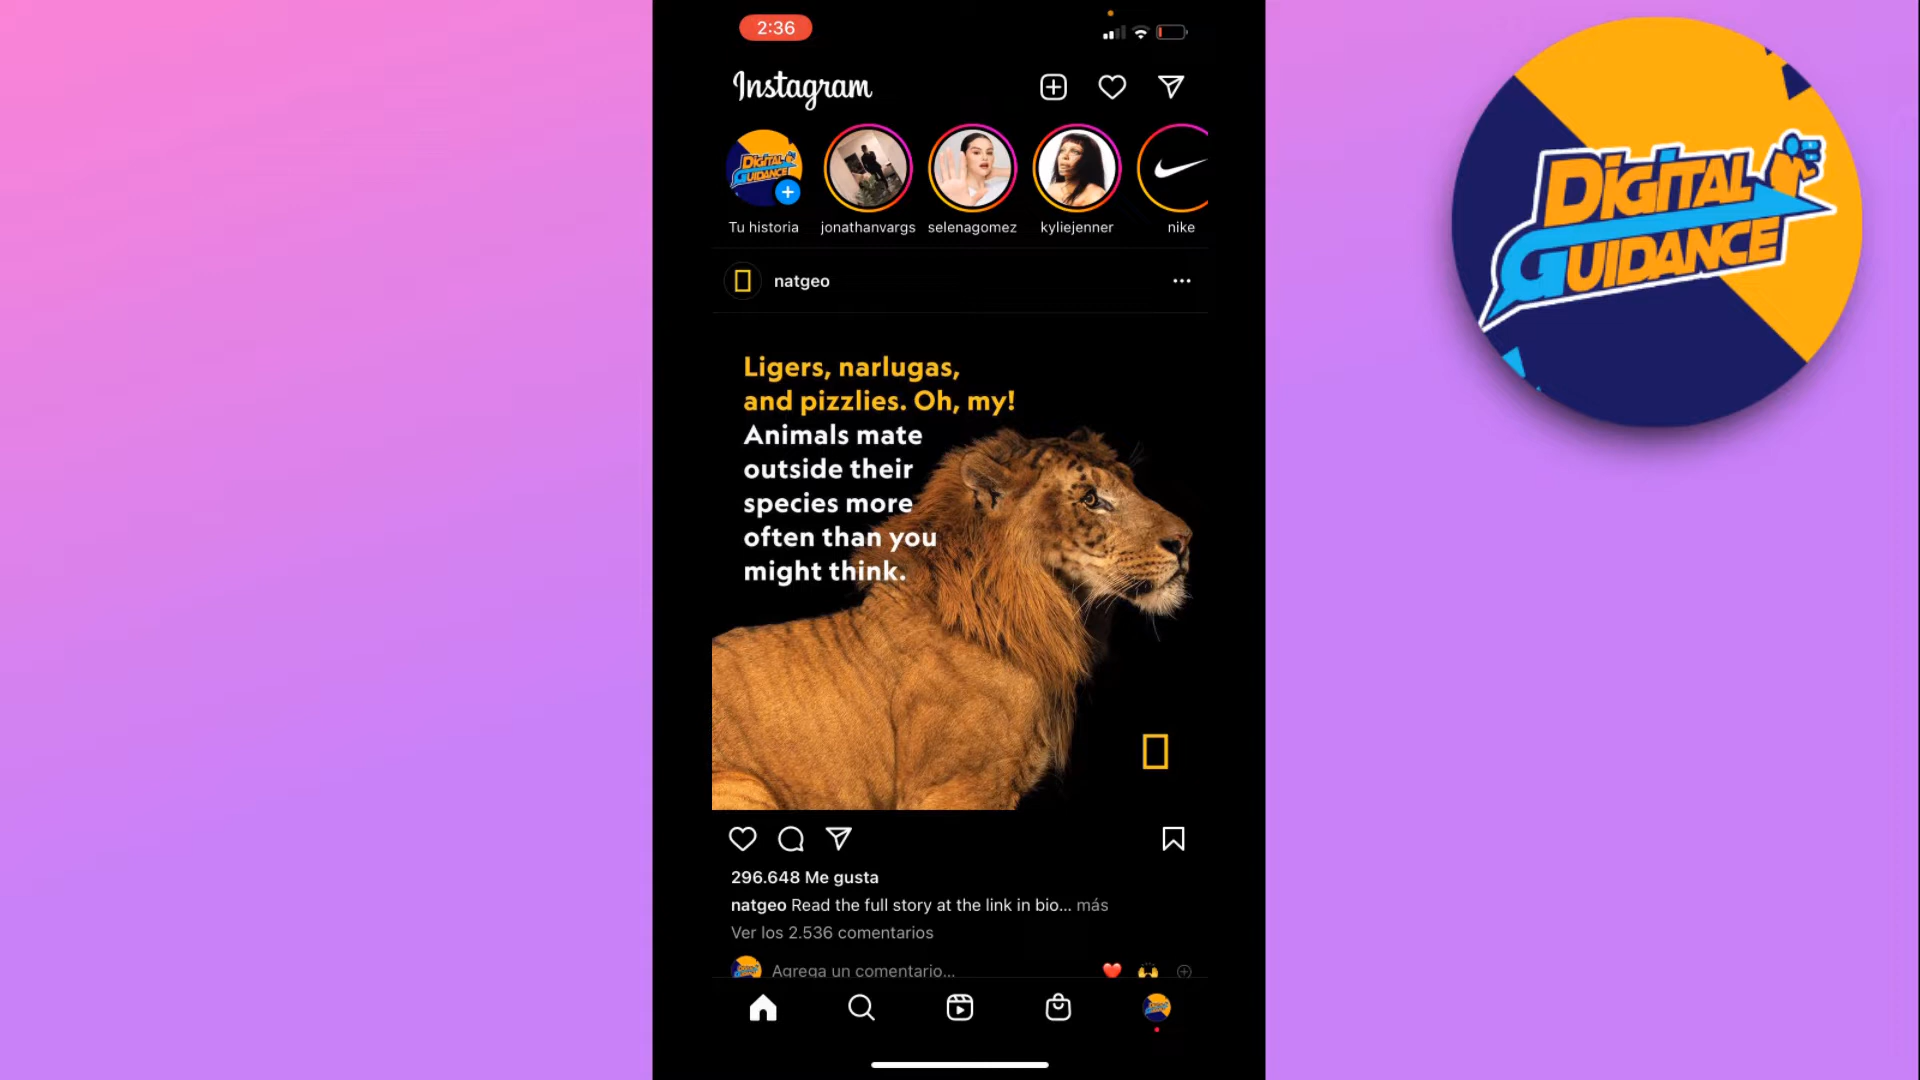 2:36
Instagram
DIGITAL
GUIDANCE
DIGITAL
GUIDANCE
Tu historia
jonathanvargs
selenagomez
kyliejenner
nike
natgeo
Ligers, narlugas,
and pizzlies. Oh, my!
Animals mate
outside their
species more
often than you
might think.
296.648 Me gusta
natgeo Read the full story at the link in bio... más
Ver los 2.536 comentarios
Agrega un comentario...